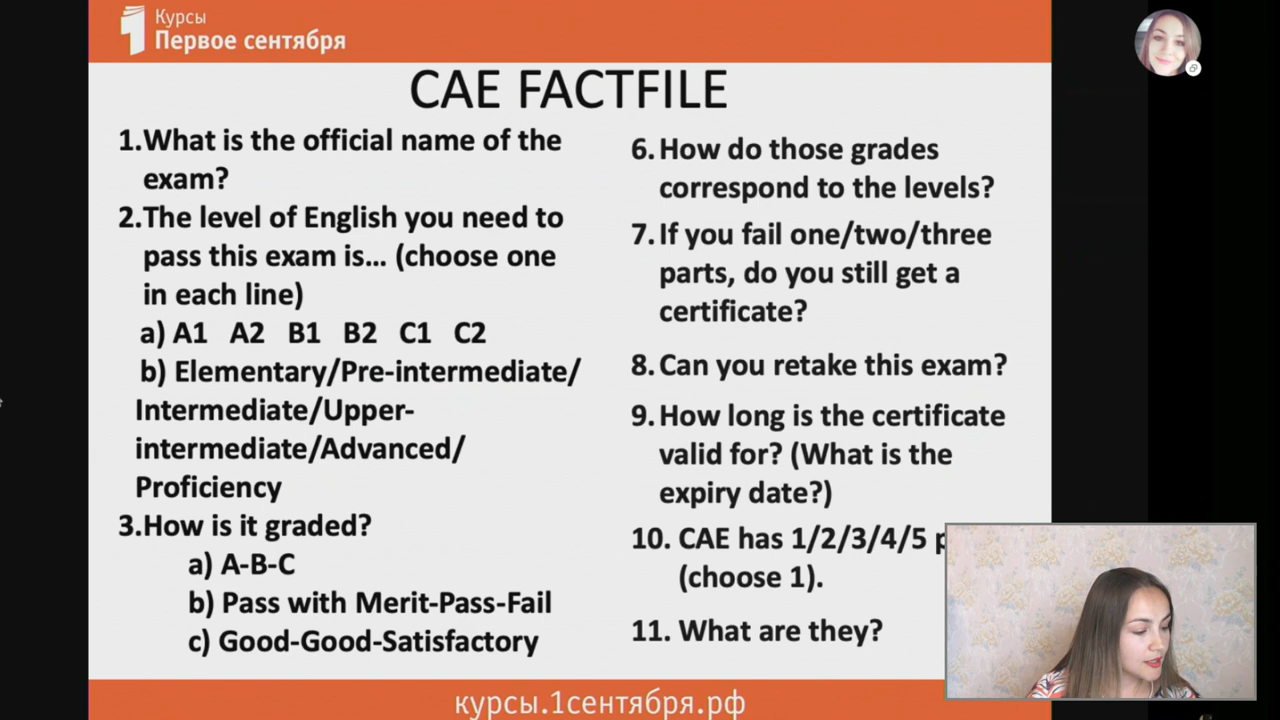 Курсы
Первое сентября
CAE FACTFILE
1.What is the official name of the
exam?
2.The level of English you need to
pass this exam is... (choose one
in each line)
a) A1 A2 B1 B2 C1 C2
b) Elementary/Pre-intermediate/
Intermediate/Upper-
intermediate/Advanced/
Proficiency
3.How is it graded?
a) A-B-C
b) Pass with Merit-Pass-Fail
c) Good-Good-Satisfactory
6. How do those grades
correspond to the levels?
7. If you fail one/two/three
parts, do you still get a
certificate?
8. Can you retake this exam?
9. How long is the certificate
valid for? (What is the
expiry date?)
10. CAE has 1/2/3/4/5
(choose 1).
11. What are they?
курсы.1сентября.рф